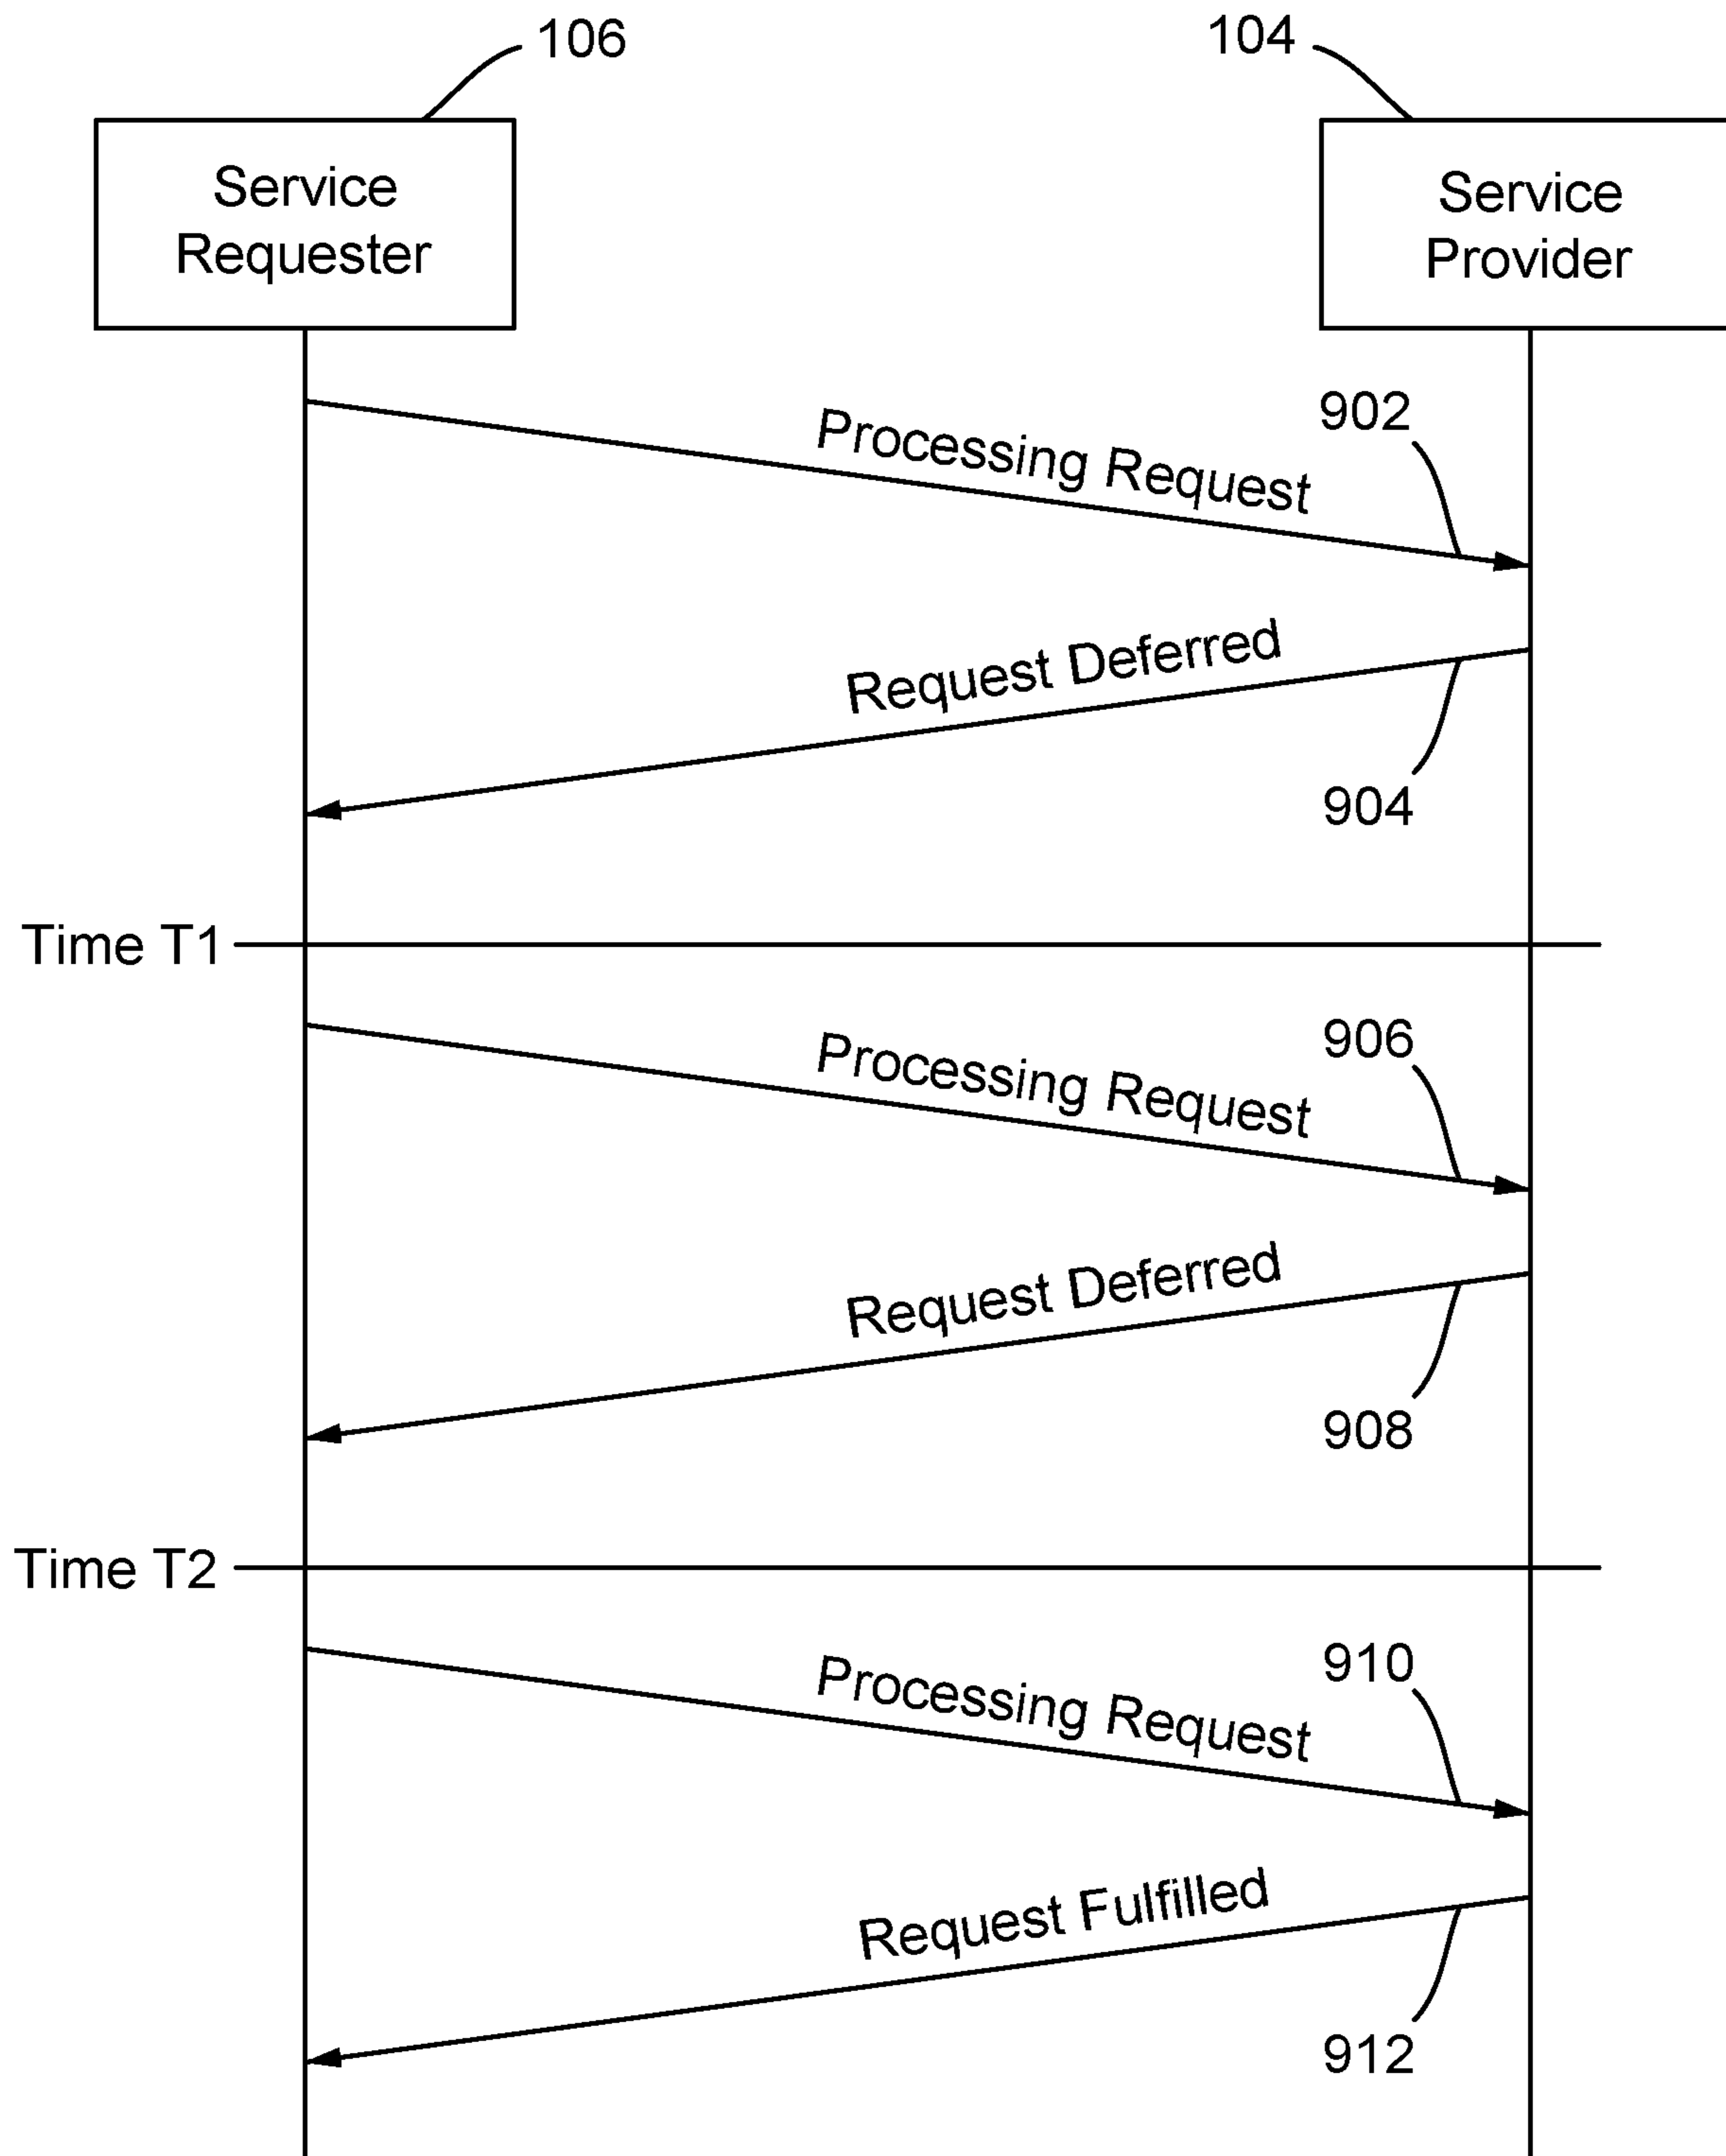 106
104
Service
Requester
Service
Provider
902
Processing Request
Request Deferred
904
Time T1
906
Processing Request
Request Deferred
908
Time T2
910
Processing Request
Request Fulfilled
912